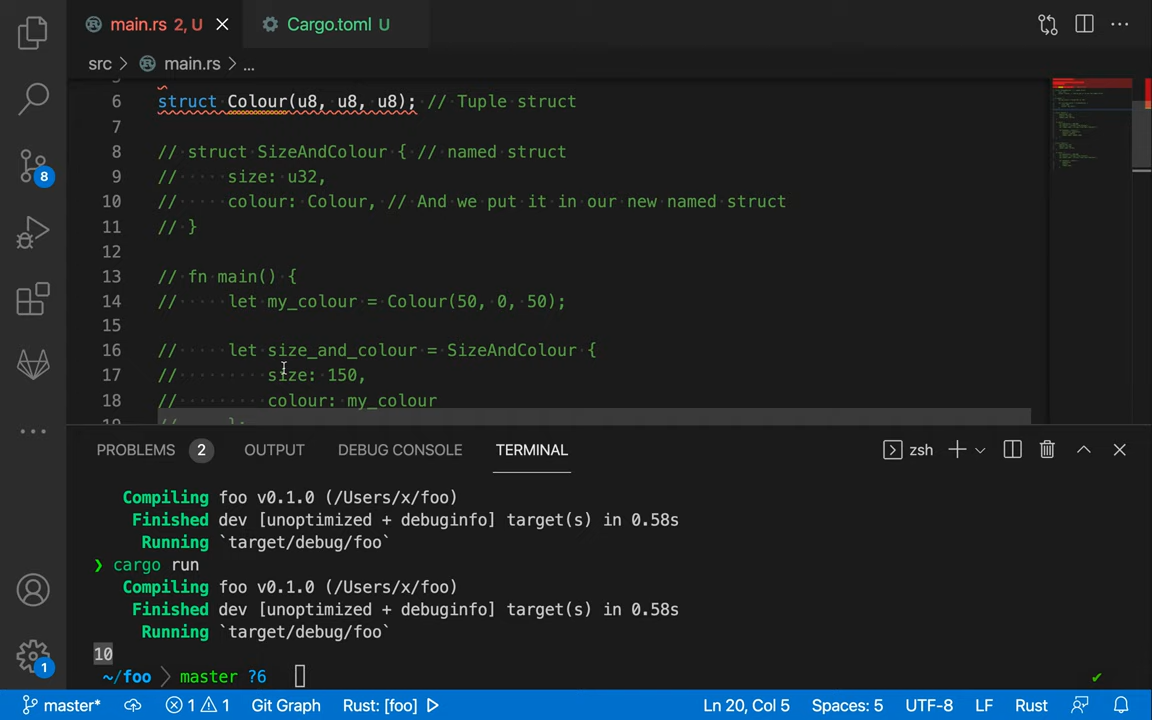 main.rs 2, U
Cargo.toml U
src > main.rs > ...
6 struct Colour(u8, u8, u8); // Tuple struct
7
8 // struct SizeAndColour { // named struct
9 //     size: u32,
10 //     colour: Colour, // And we put it in our new named struct
11 // }
12
13 // fn main() {
14 //     let my_colour = Colour(50, 0, 50);
15
16 //     let size_and_colour = SizeAndColour {
17 //         size: 150,
18 //         colour: my_colour
8
PROBLEMS 2 OUTPUT DEBUG CONSOLE TERMINAL zsh
Compiling foo v0.1.0 (/Users/x/foo)
Finished dev [unoptimized + debuginfo] target(s) in 0.58s
Running `target/debug/foo`
❯ cargo run
Compiling foo v0.1.0 (/Users/x/foo)
Finished dev [unoptimized + debuginfo] target(s) in 0.58s
Running `target/debug/foo`
10
~/foo > master ?6
1
master* 1 1 Git Graph Rust: [foo] Ln 20, Col 5 Spaces: 5 UTF-8 LF Rust